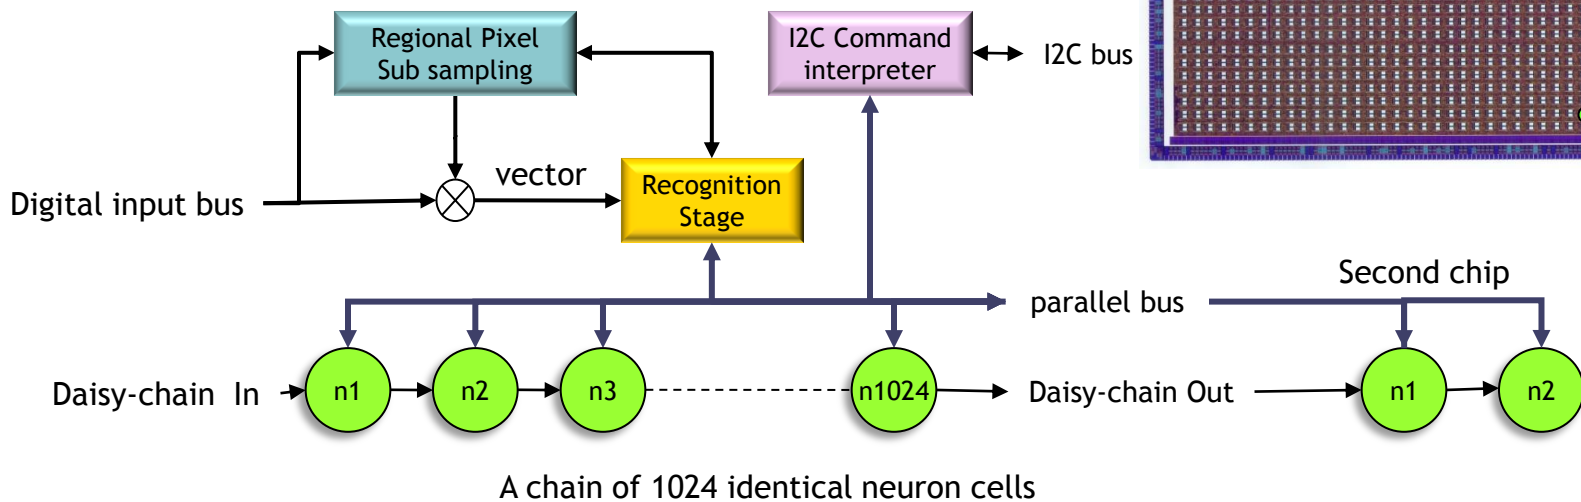 Regional Pixel
Sub sampling
I2C Command
interpreter
I2C bus
Digital input bus
vector
Recognition
Stage
Second chip
parallel bus
Daisy-chain In
n1
n2
n3
n1024
Daisy-chain Out
n1
n2
A chain of 1024 identical neuron cells